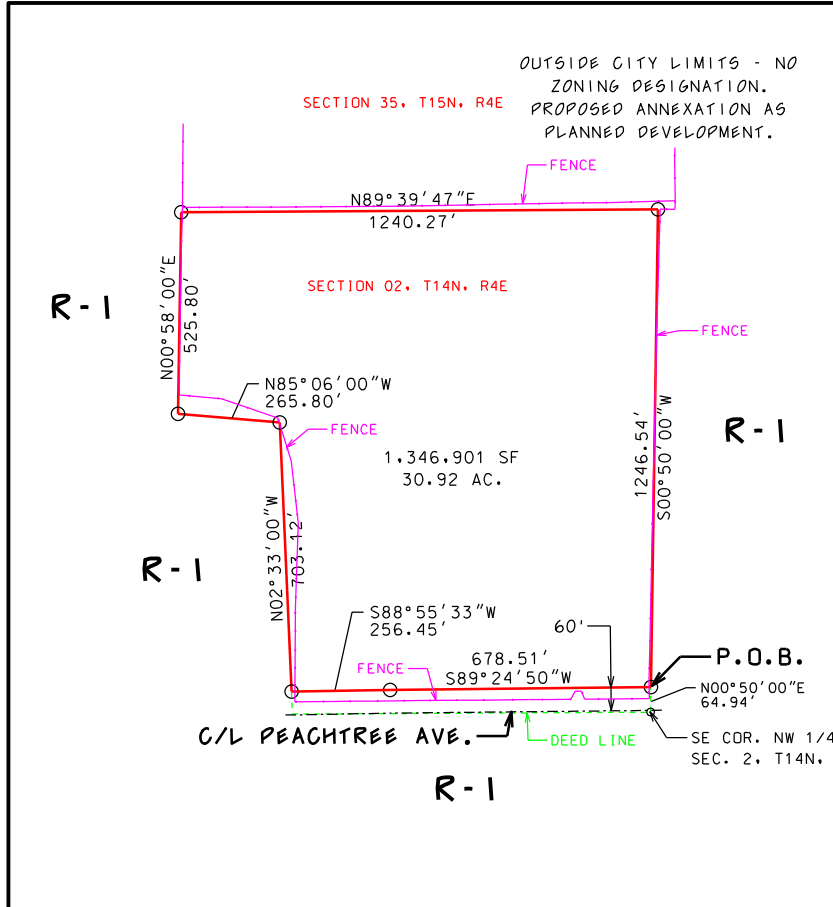 OUTSIDE CITY LIMITS - NO
ZONING DESIGNATION.
PROPOSED ANNEXATION AS
PLANNED DEVELOPMENT.
SECTION 35, T15N, R4E
FENCE
N89°39'47"E
1240.27'
SECTION 02, T14N, R4E
R-1
N00°58'00"E
525.80'
FENCE
N85°06'00"W
265.80'
FENCE
1,346,901 SF
30.92 AC.
1246.54'
S00°50'00"W
R-1
R-1
N02°33'00"W
703.12'
S88°55'33"W
256.45'
60'
678.51'
S89°24'50"W
FENCE
P.O.B.
N00°50'00"E
64.94'
C/L PEACHTREE AVE.
DEED LINE
SE COR. NW 1/4
SEC. 2, T14N,
R-1